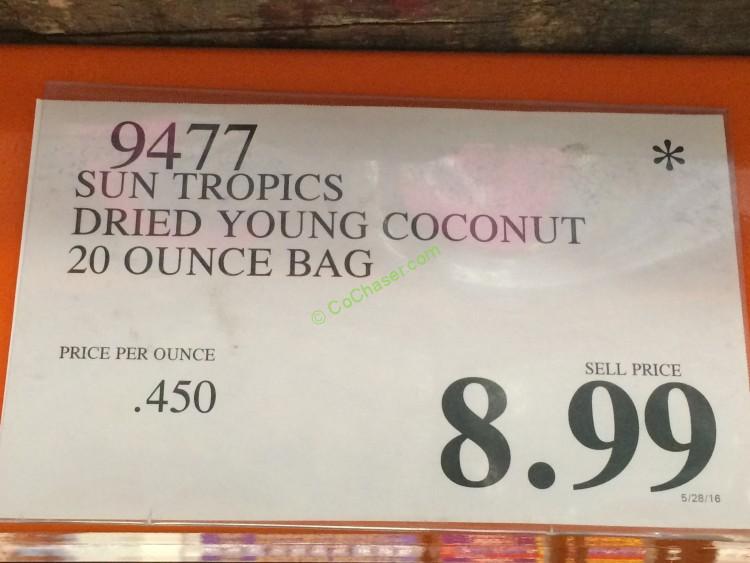 9477
*
SUN TROPICS
DRIED YOUNG COCONUT
20 OUNCE BAG
© CoChaser.com
PRICE PER OUNCE
.450
SELL PRICE
8.99
5/28/16